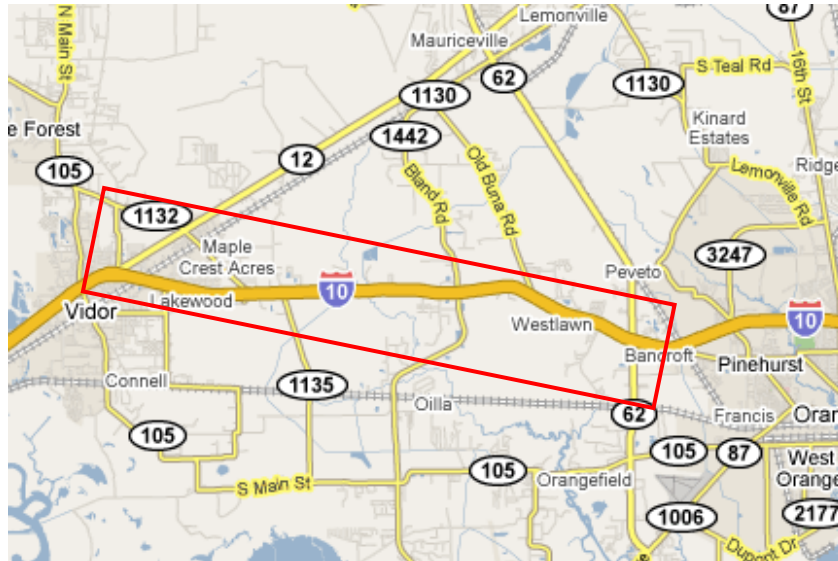 N Main St
Lemonville
Mauriceville
87
16th St
62
S Teal Rd
1130
1130
e Forest
1442
Kinard
Estates
12
105
Bland Rd
Old Buna Rd
Lemonville Rd
Ridge
1132
Maple
Crest Acres
3247
Peveto
Lakewood
10
Vidor
Westlawn
10
Bancroft
Pinehurst
Connell
1135
Oilla
62
Francis
Oran
105
105
87
S Main St
105
West
Orange
Orangefield
1006
2177
Dupont Dr